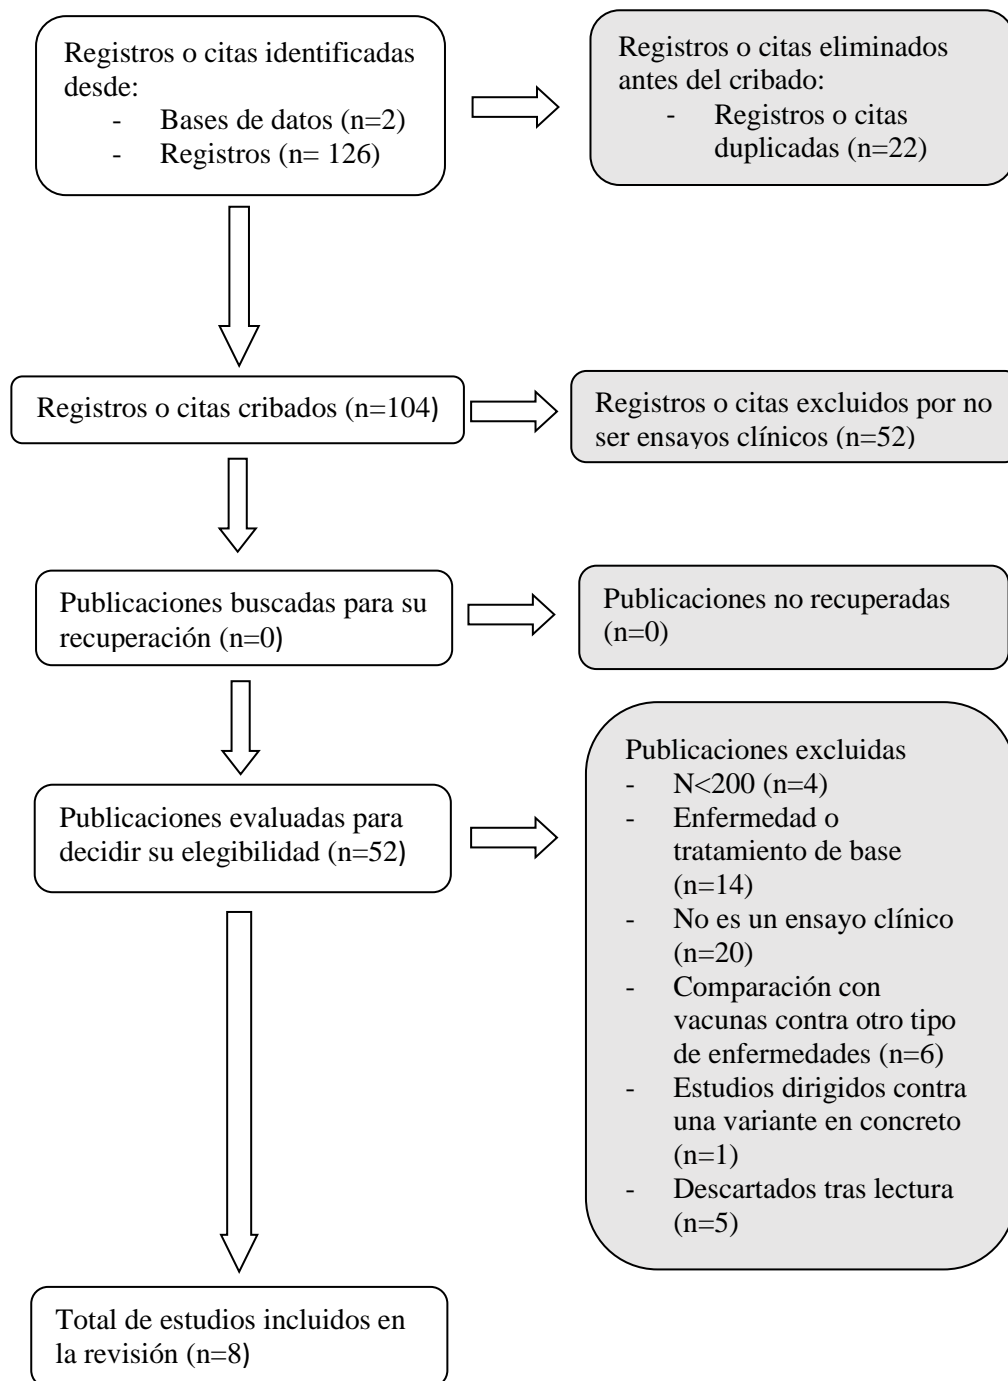 Registros o citas identificadas
desde:
- Bases de datos (n=2)
- Registros (n= 126)
Registros o citas eliminados
antes del cribado:
- Registros o citas
duplicadas (n=22)
Registros o citas cribados (n=104)
Registros o citas excluidos por no
ser ensayos clínicos (n=52)
Publicaciones buscadas para su
recuperación (n=0)
Publicaciones no recuperadas
(n=0)
Publicaciones evaluadas para
decidir su elegibilidad (n=52)
Publicaciones excluidas
- N<200 (n=4)
- Enfermedad o
tratamiento de base
(n=14)
- No es un ensayo clínico
(n=20)
- Comparación con
vacunas contra otro tipo
de enfermedades (n=6)
- Estudios dirigidos contra
una variante en concreto
(n=1)
- Descartados tras lectura
(n=5)
Total de estudios incluidos en
la revisión (n=8)